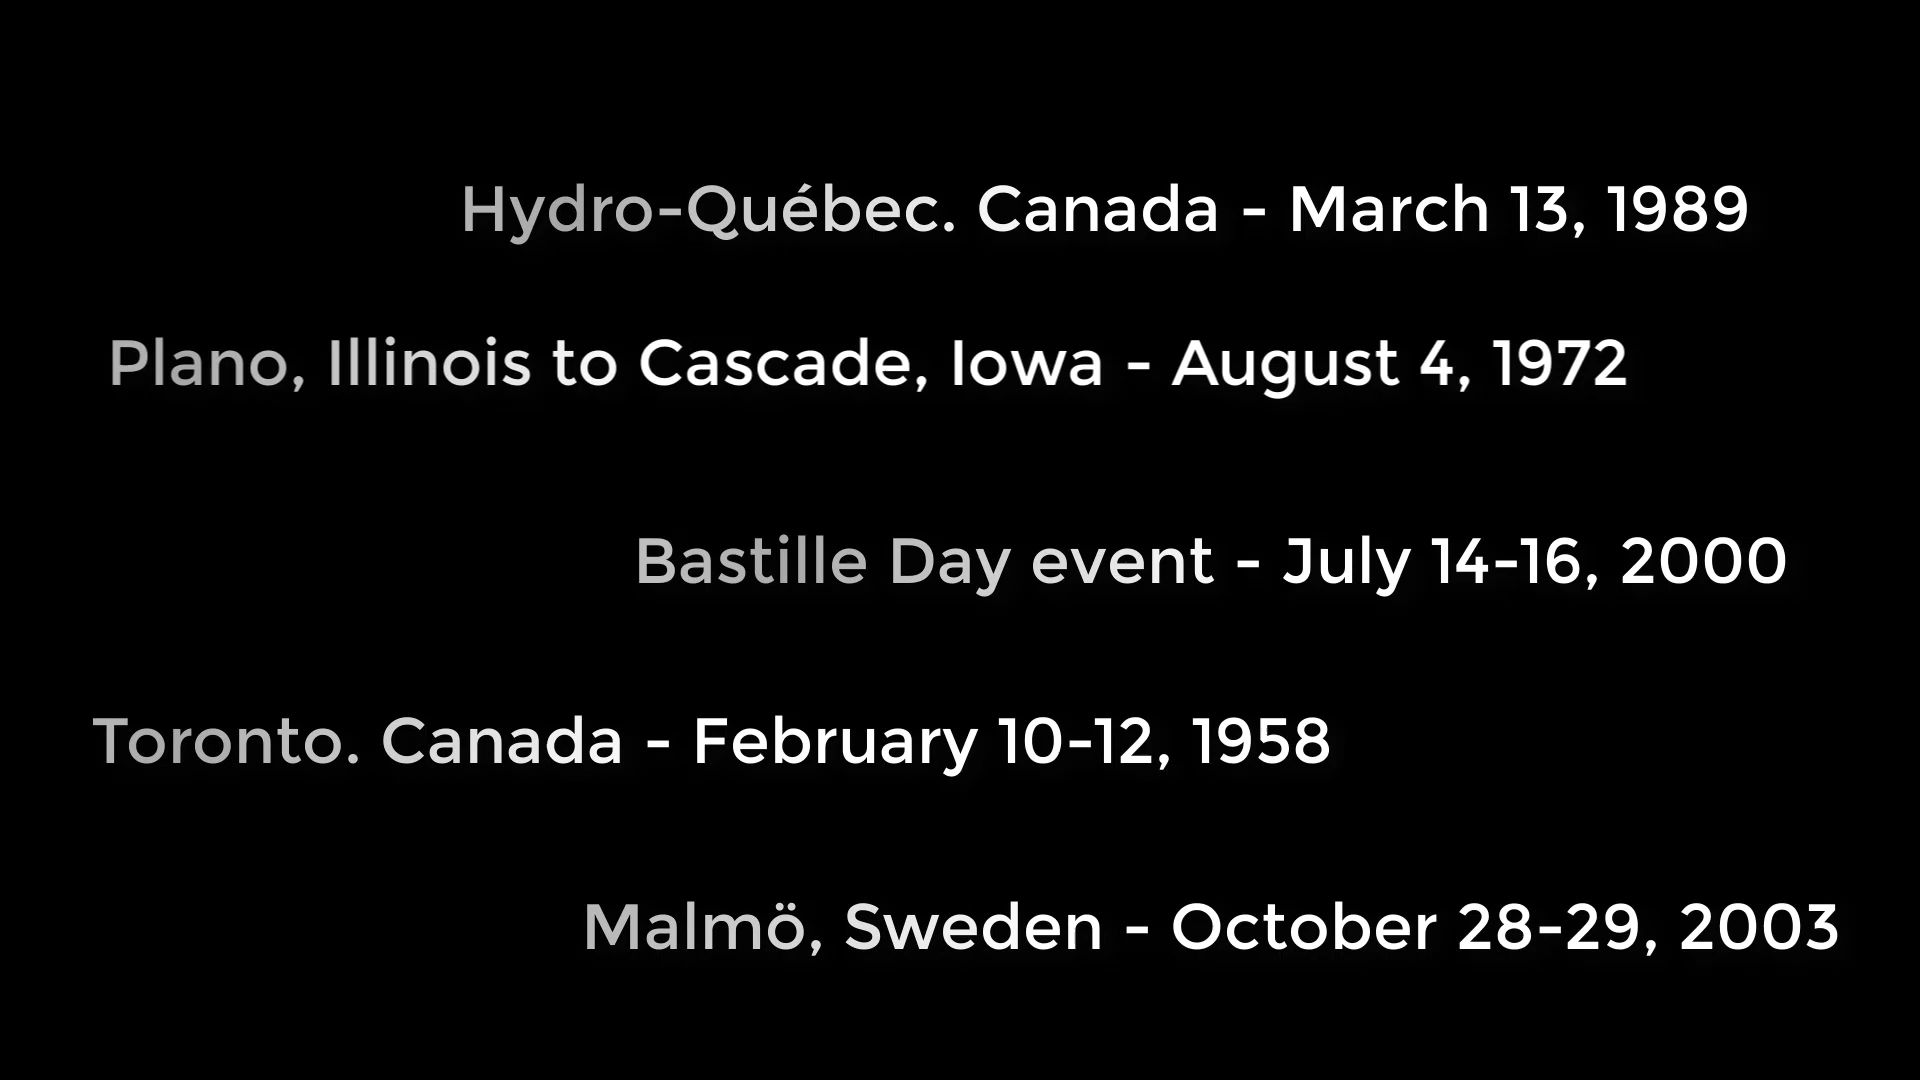 Hydro-Québec. Canada - March 13, 1989
Plano, Illinois to Cascade, Iowa - August 4, 1972
Bastille Day event - July 14-16, 2000
Toronto. Canada - February 10-12, 1958
Malmö, Sweden - October 28-29, 2003